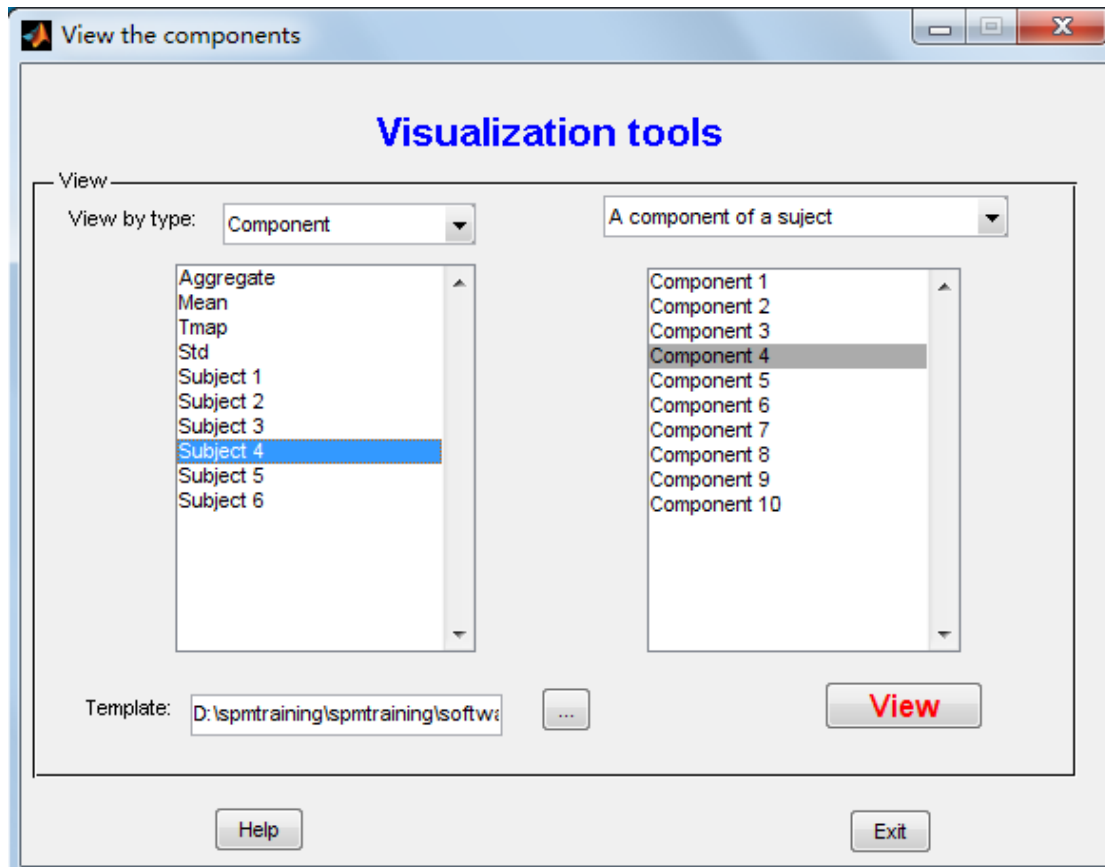 View the components
Visualization tools
View
View by type:
Component
A component of a suject
Aggregate
Mean
Tmap
Std
Subject 1
Subject 2
Subject 3
Subject 4
Subject 5
Subject 6
Component 1
Component 2
Component 3
Component 4
Component 5
Component 6
Component 7
Component 8
Component 9
Component 10
Template:
D:\spmtraining\spmtraining\softwa
...
View
Help
Exit